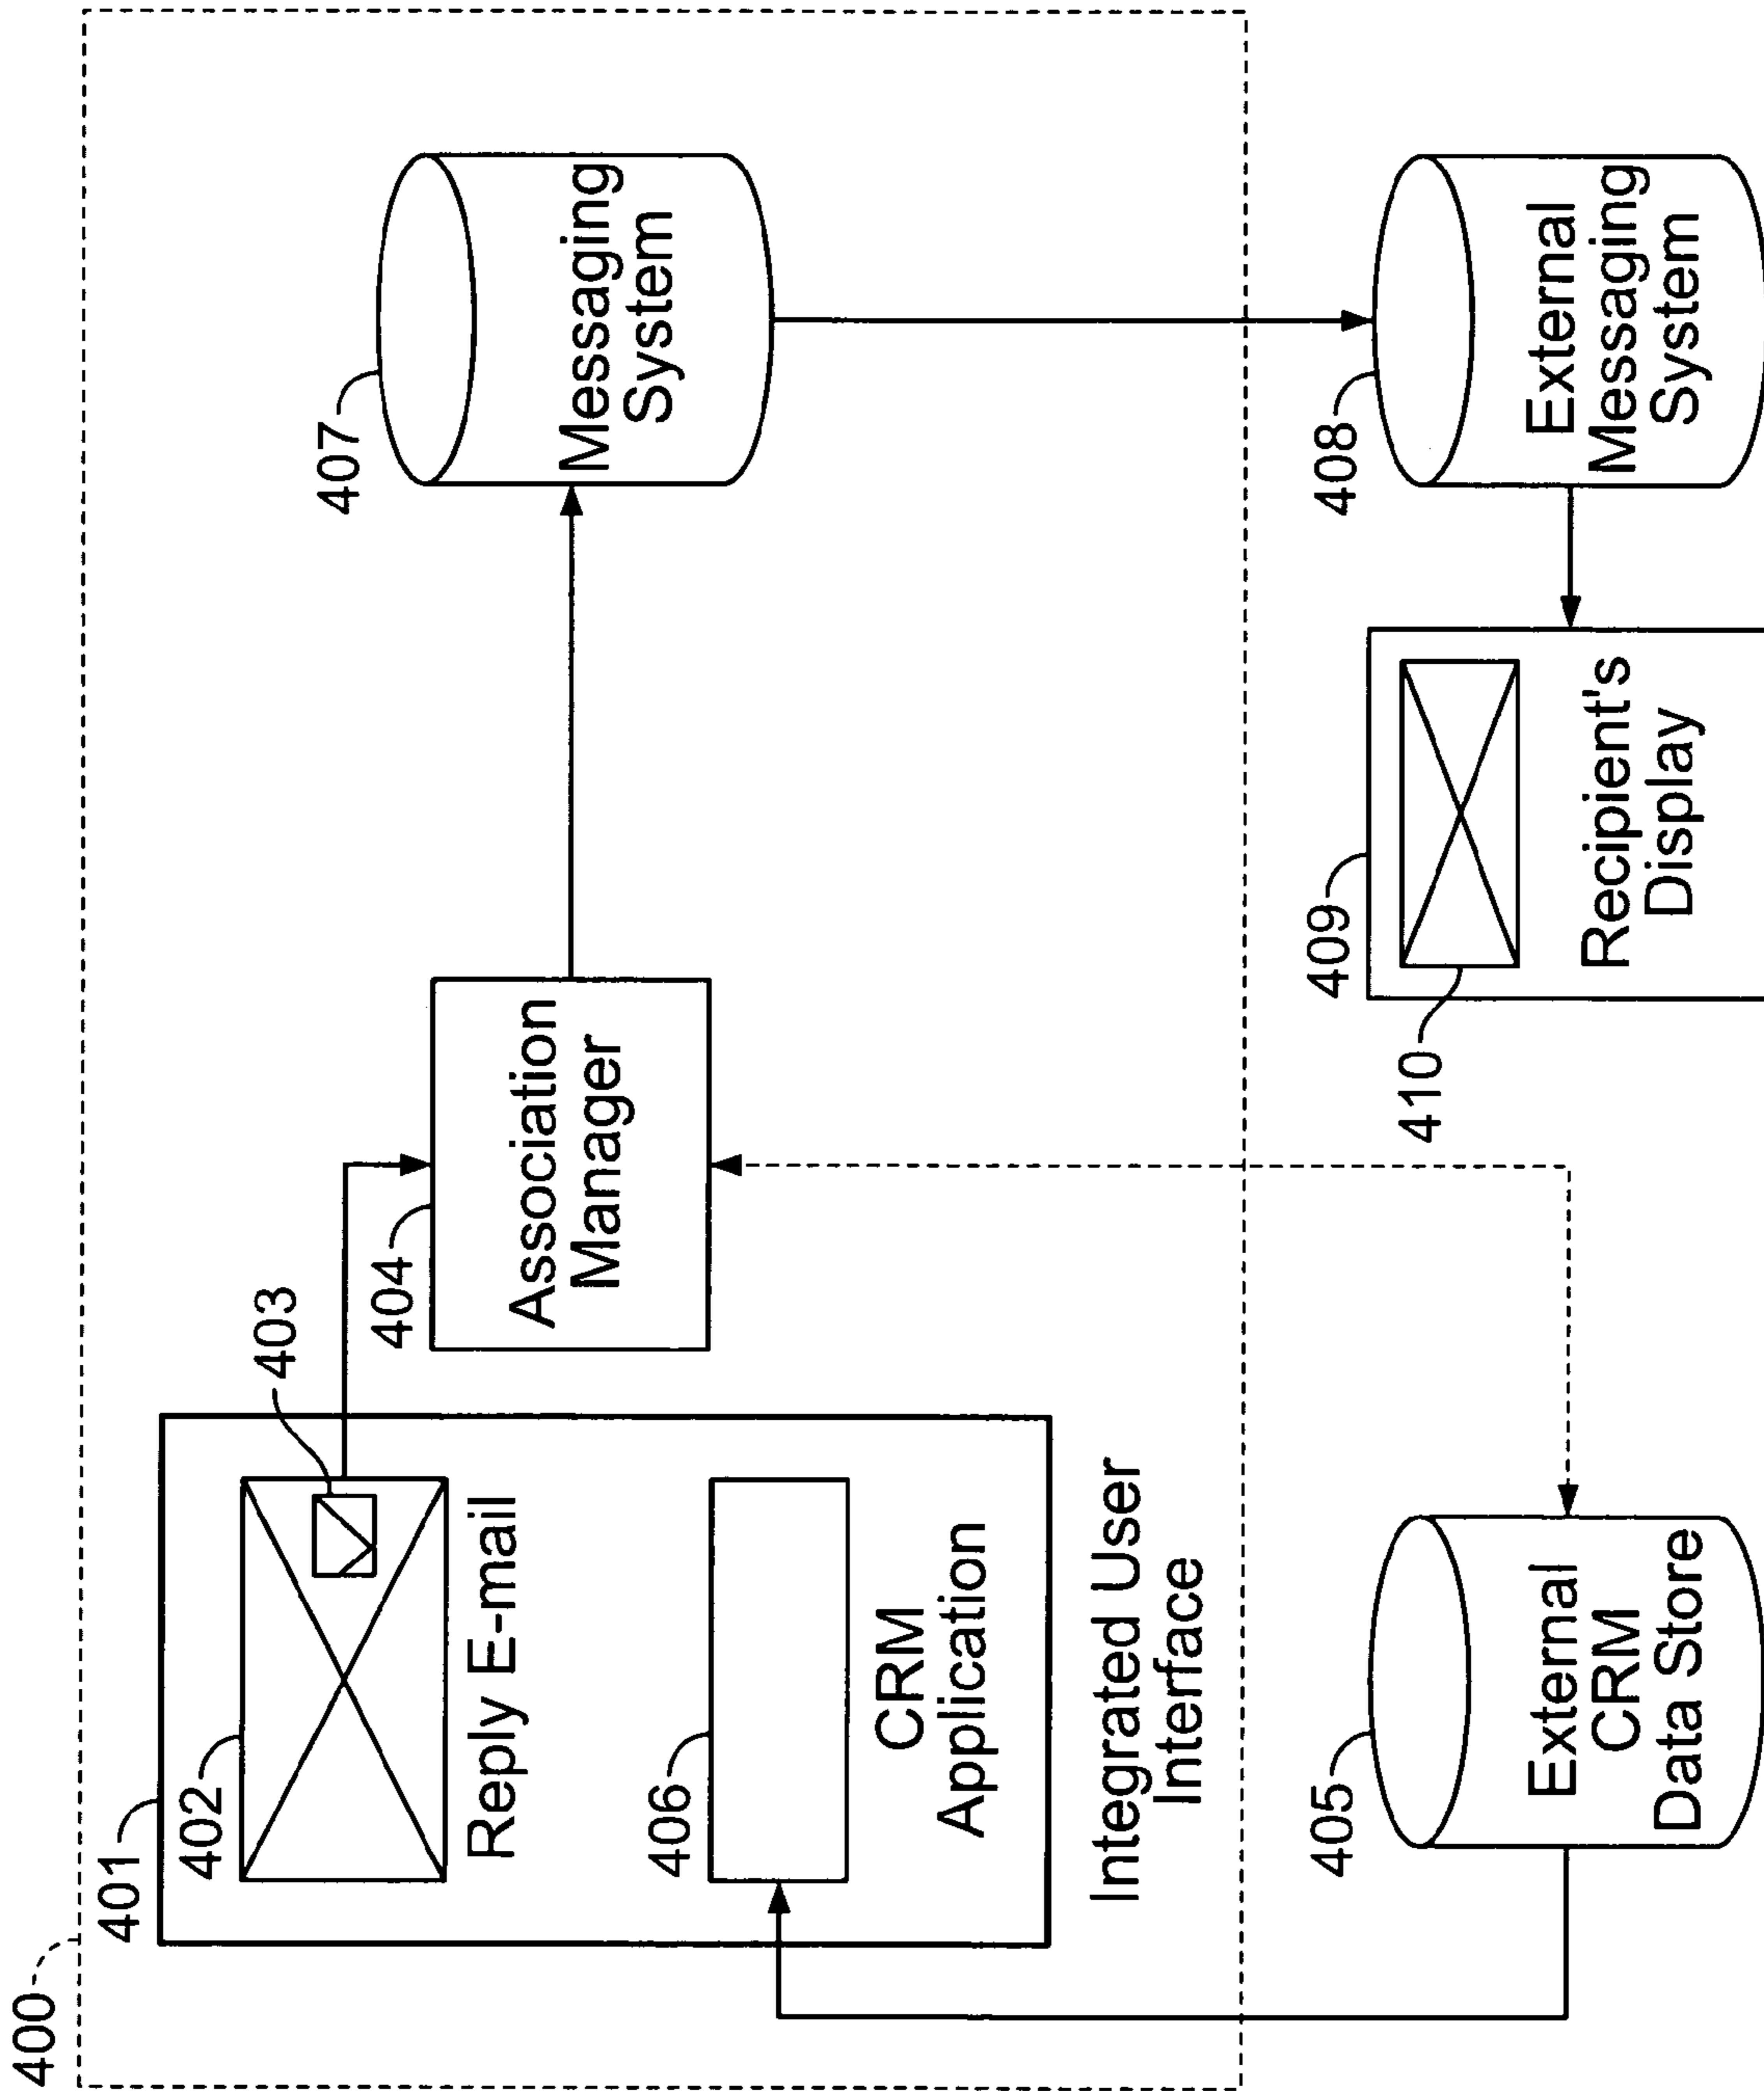 400
401
402
403
Reply E-mail
406
CRM
Application
Integrated User
Interface
404
Association
Manager
407
Messaging
System
405
External
CRM
Data Store
409
410
Recipient's
Display
408
External
Messaging
System